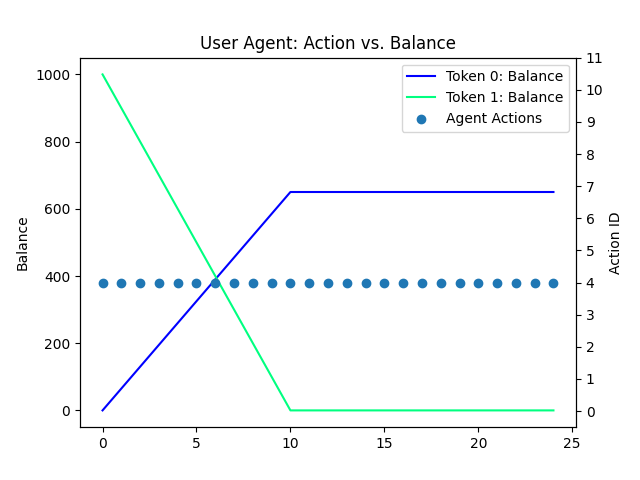 User Agent: Action vs. Balance
Token 0: Balance
Token 1: Balance
Agent Actions
Balance
1000
800
600
400
200
0
11
10
9
8
7
6
5
4
3
2
1
0
Action ID
0 5 10 15 20 25